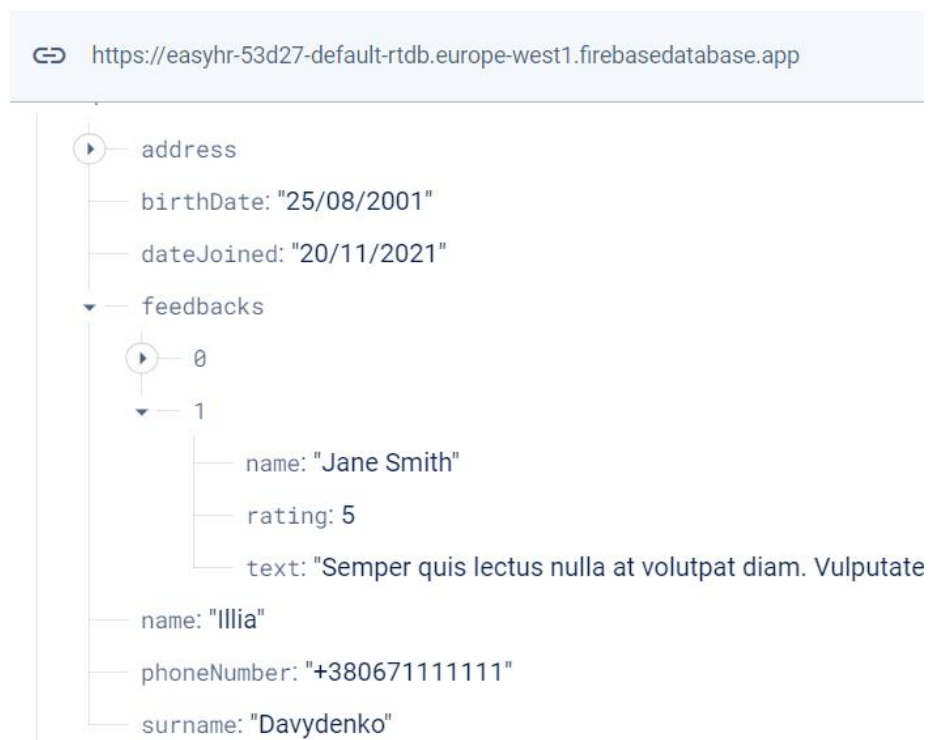 https://easyhr-53d27-default-rtdb.europe-west1.firebasedatabase.app
address
birthDate: "25/08/2001"
dateJoined: "20/11/2021"
feedbacks
0
1
name: "Jane Smith"
rating: 5
text: "Semper quis lectus nulla at volutpat diam. Vulputate
name: "Illia"
phoneNumber: "+380671111111"
surname: "Davydenko"